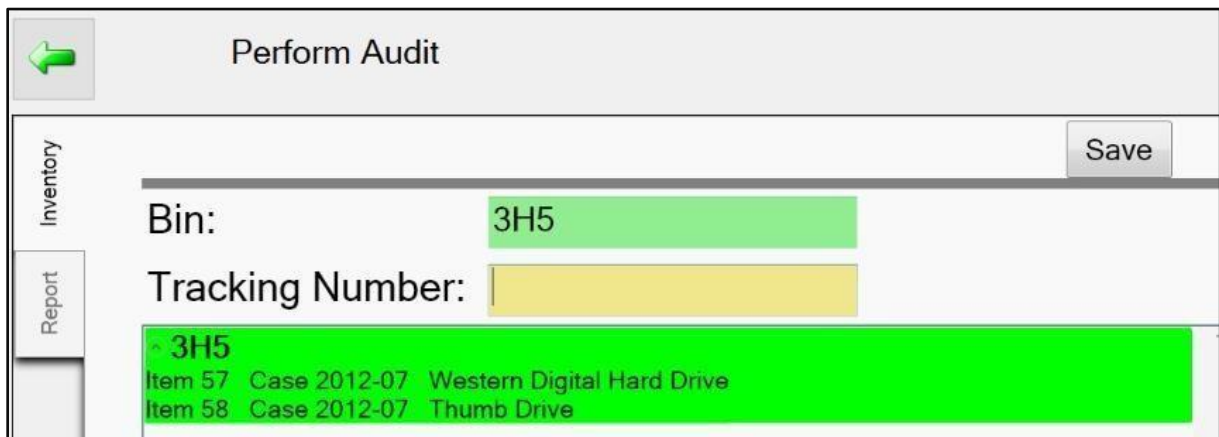 Perform Audit
Save
Inventory
Bin: 3H5
Report
Tracking Number:
^ 3H5
Item 57 Case 2012-07 Western Digital Hard Drive
Item 58 Case 2012-07 Thumb Drive